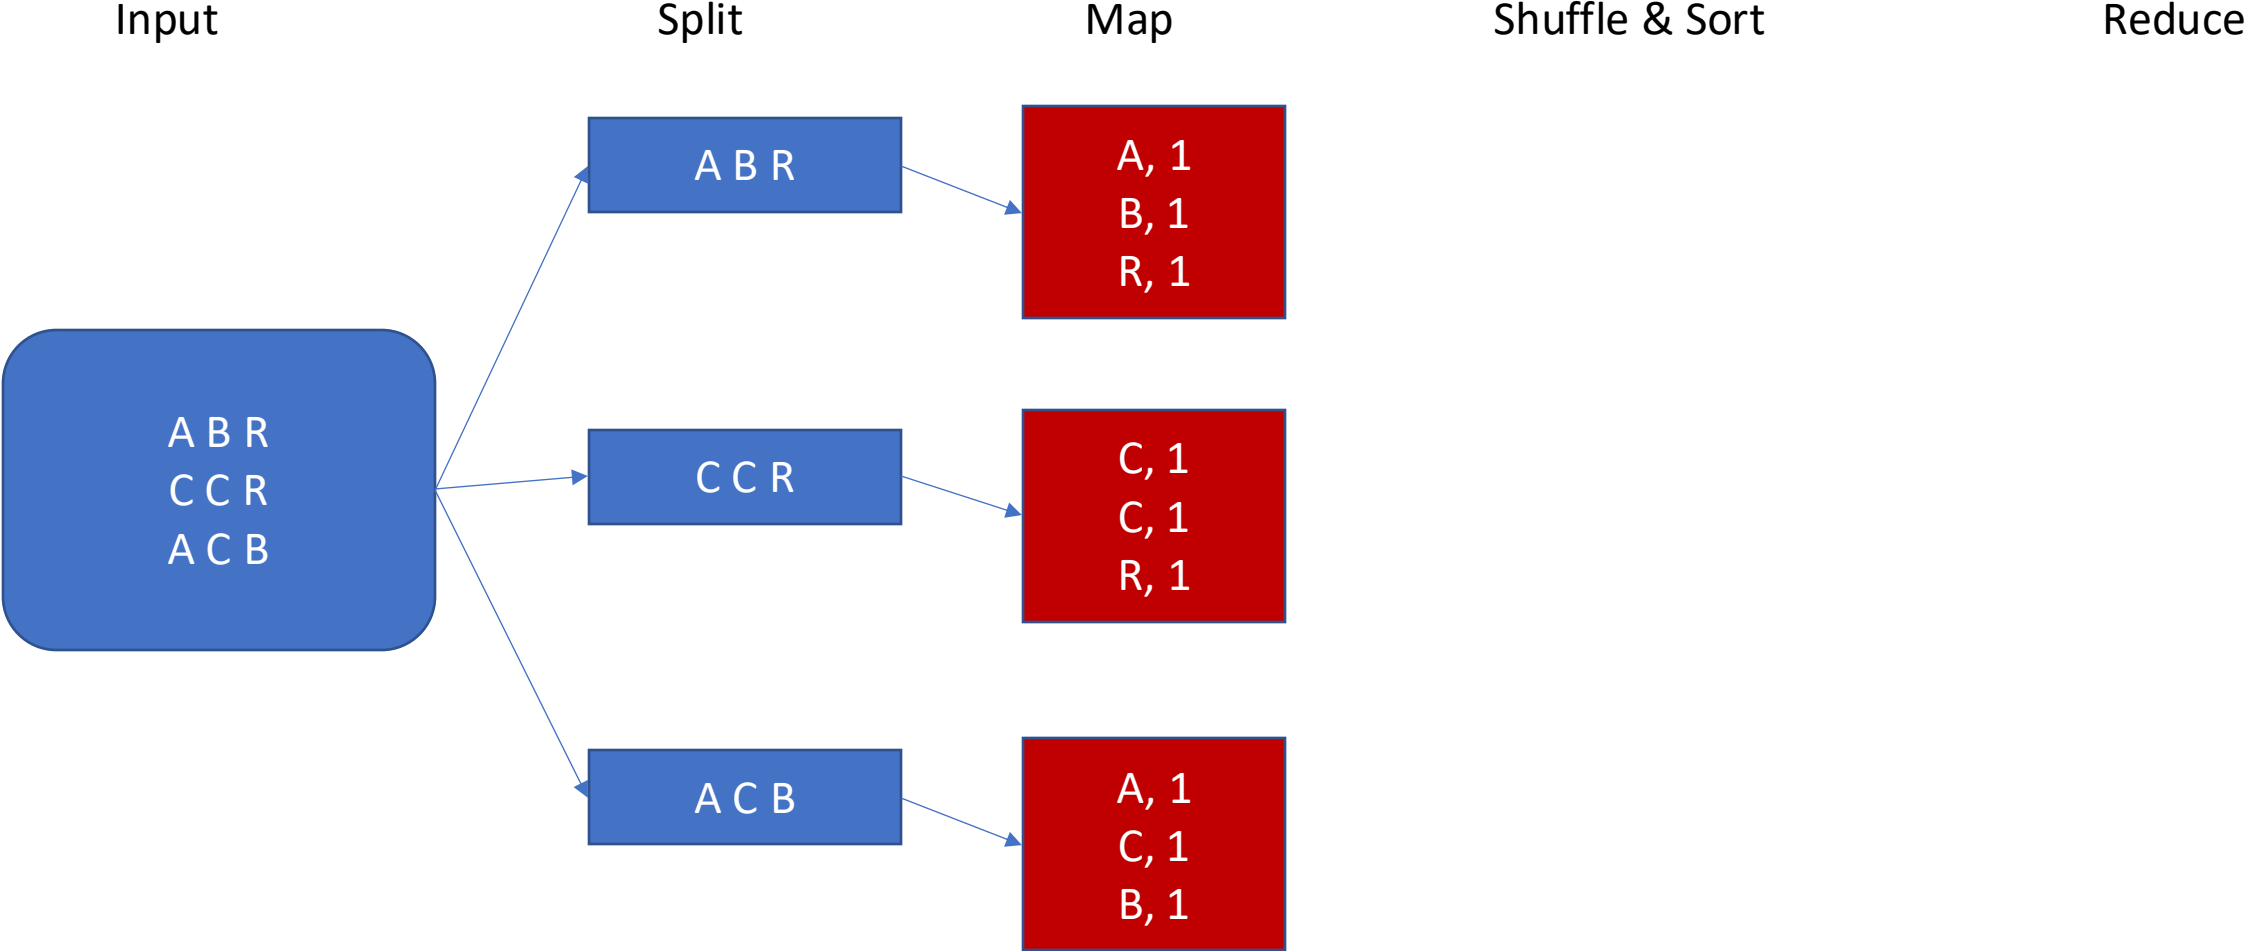 Input
Split
Map
Shuffle & Sort
Reduce
A B R
C C R
A C B
A B R
C C R
A C B
A, 1
B, 1
R, 1
C, 1
C, 1
R, 1
A, 1
C, 1
B, 1